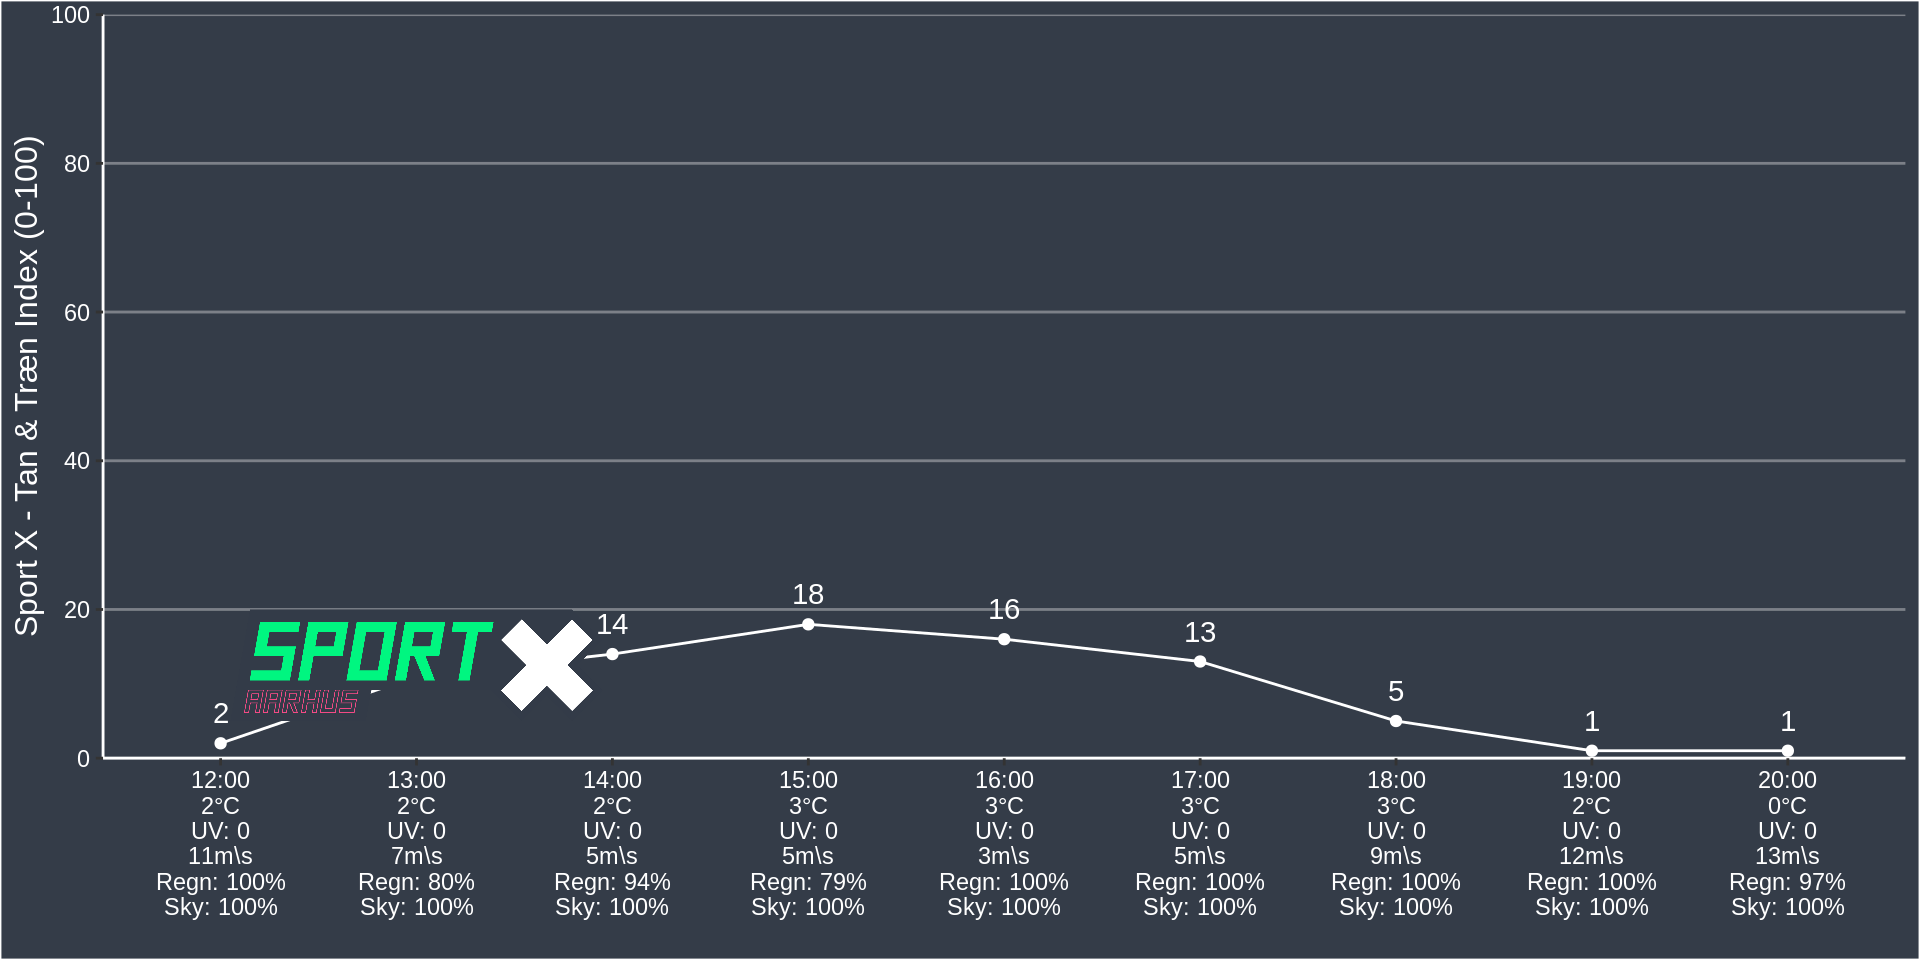 Sport X - Tan & Træn Index (0-100)
100
80
60
40
20
0
SPORT X
AARHUS
2
14
18
16
13
5
1
1
12:00 13:00 14:00 15:00 16:00 17:00 18:00 19:00 20:00
2°C 2°C 2°C 3°C 3°C 3°C 3°C 2°C 0°C
UV: 0 UV: 0 UV: 0 UV: 0 UV: 0 UV: 0 UV: 0 UV: 0 UV: 0
11m\s 7m\s 5m\s 5m\s 3m\s 5m\s 9m\s 12m\s 13m\s
Regn: 100% Regn: 80% Regn: 94% Regn: 79% Regn: 100% Regn: 100% Regn: 100% Regn: 100% Regn: 97%
Sky: 100% Sky: 100% Sky: 100% Sky: 100% Sky: 100% Sky: 100% Sky: 100% Sky: 100% Sky: 100%